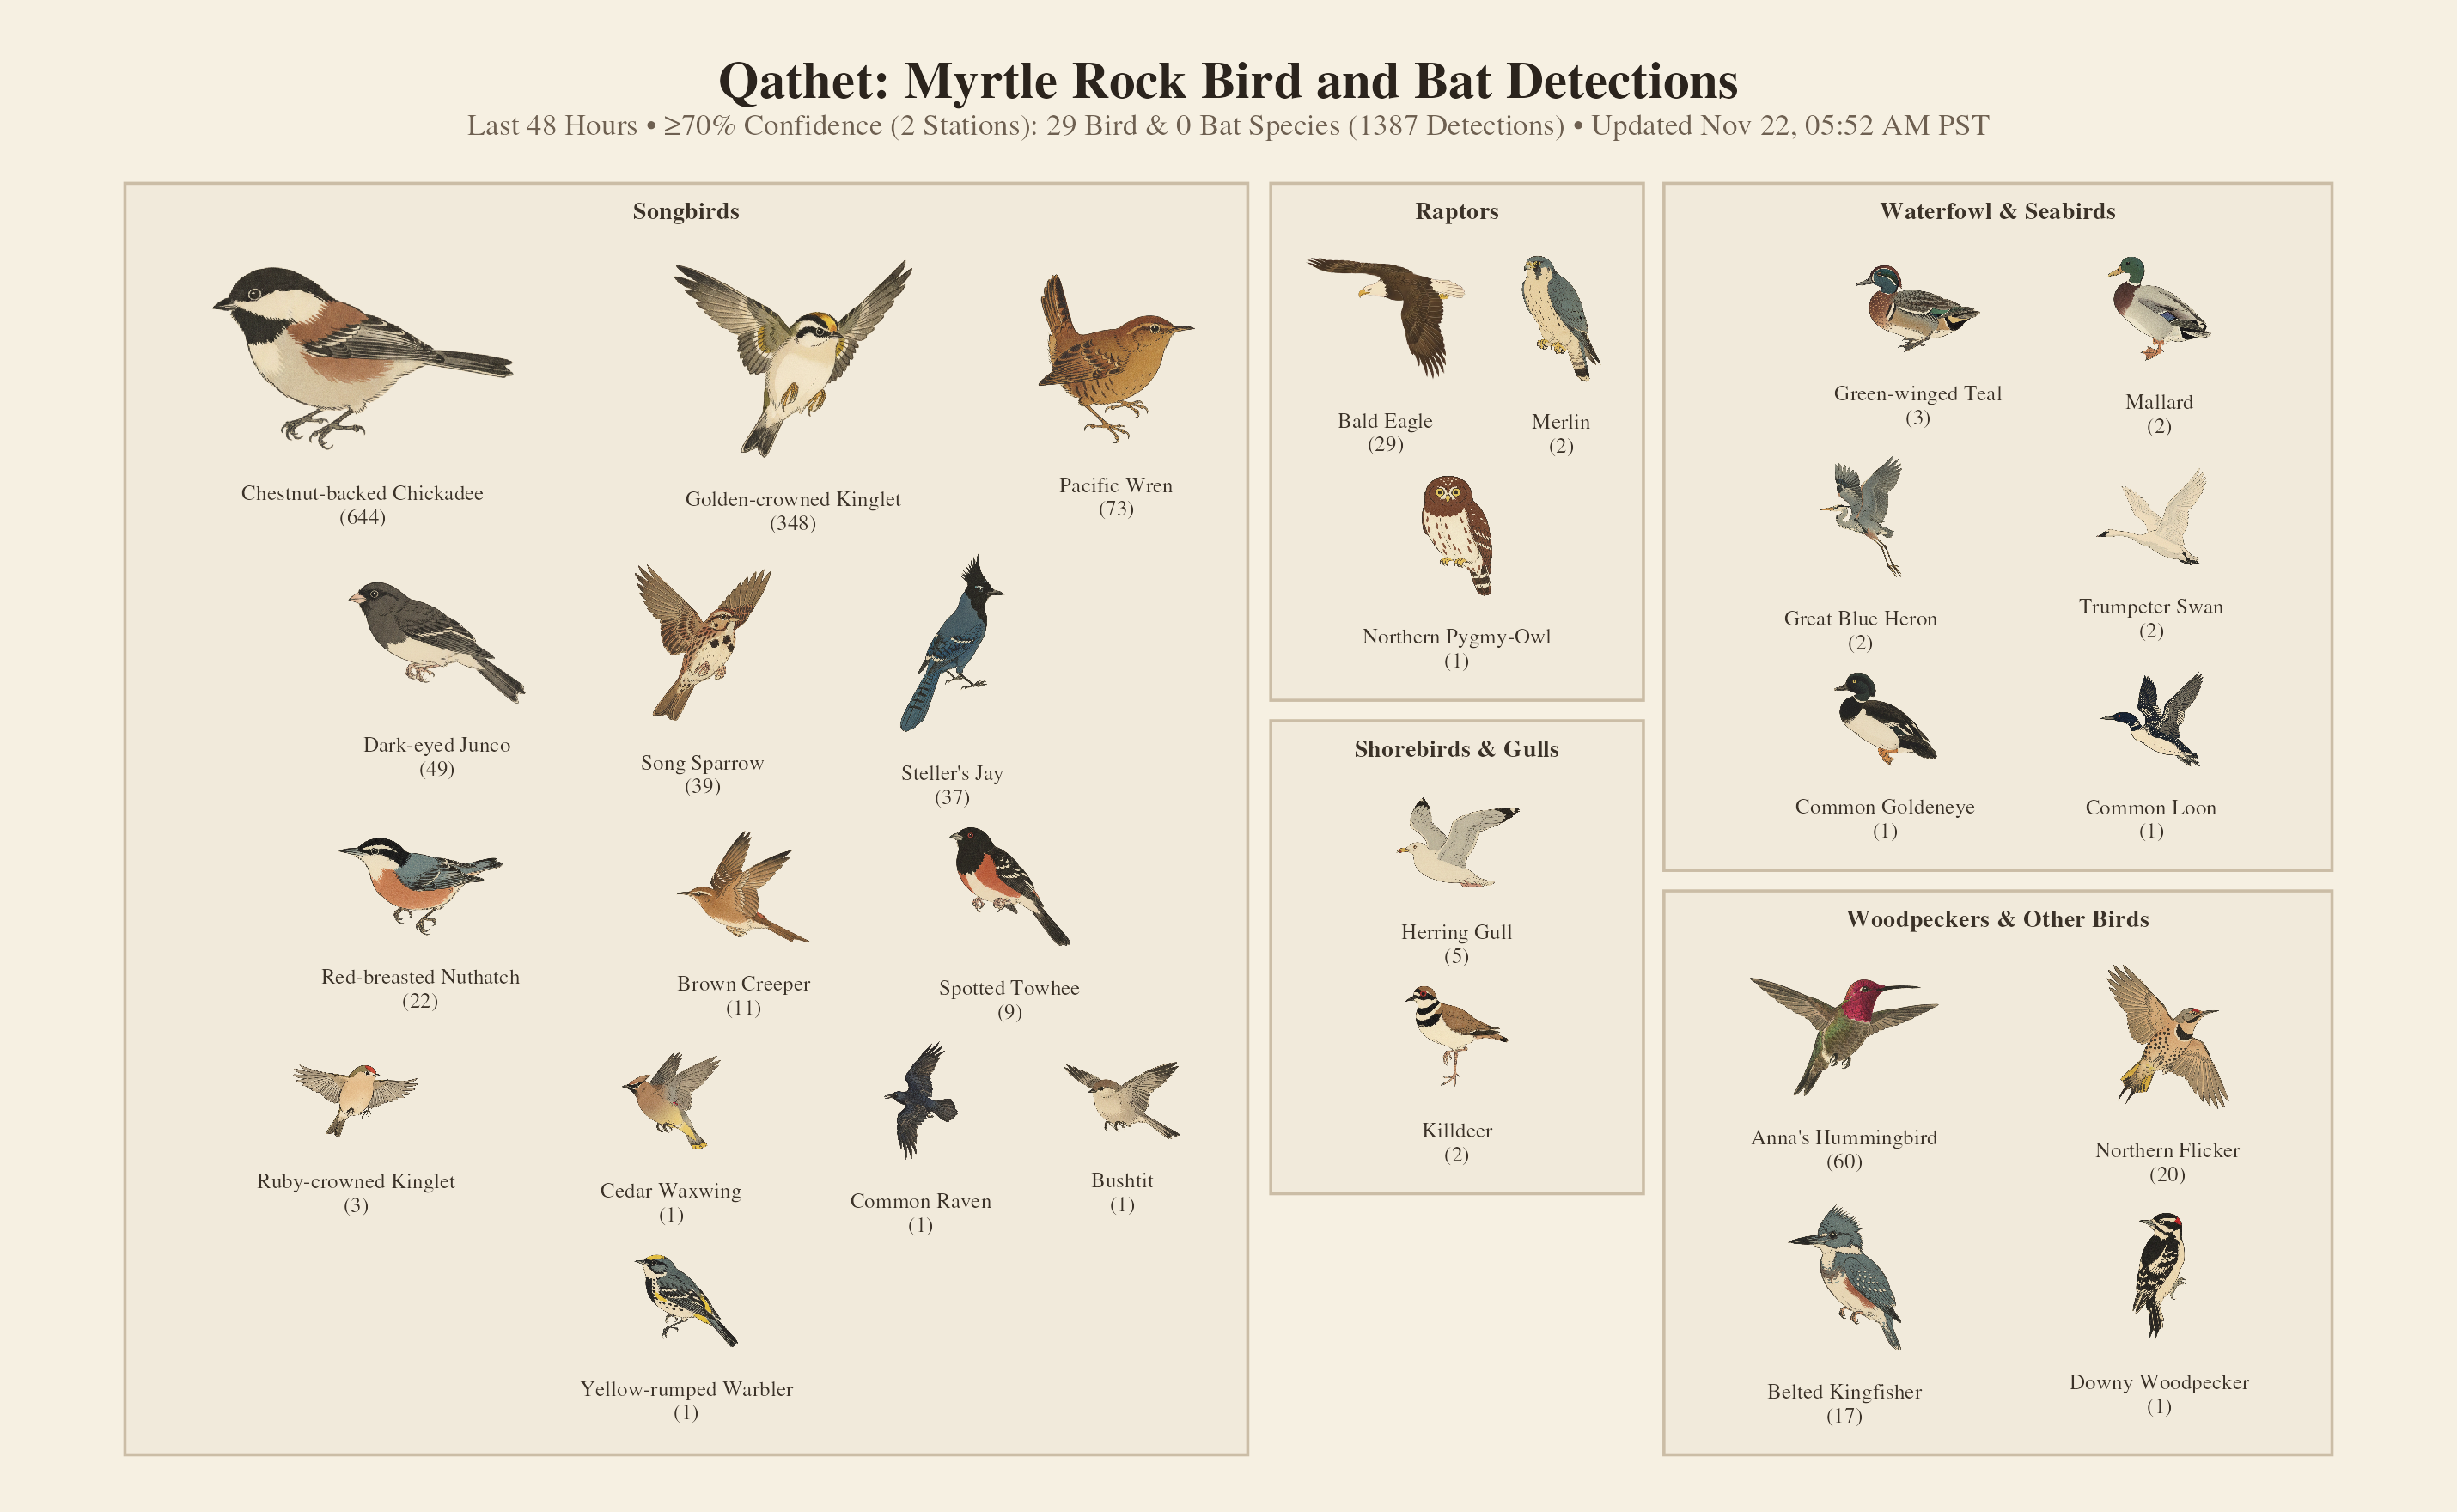 Qathet: Myrtle Rock Bird and Bat Detections
Last 48 Hours • ≥70% Confidence (2 Stations): 29 Bird & 0 Bat Species (1387 Detections) • Updated Nov 22, 05:52 AM PST
Songbirds
Chestnut-backed Chickadee
(644)
Golden-crowned Kinglet
(348)
Pacific Wren
(73)
Dark-eyed Junco
(49)
Song Sparrow
(39)
Steller's Jay
(37)
Red-breasted Nuthatch
(22)
Brown Creeper
(11)
Spotted Towhee
(9)
Ruby-crowned Kinglet
(3)
Cedar Waxwing
(1)
Common Raven
(1)
Bushtit
(1)
Yellow-rumped Warbler
(1)
Raptors
Bald Eagle
(29)
Merlin
(2)
Northern Pygmy-Owl
(1)
Shorebirds & Gulls
Herring Gull
(5)
Killdeer
(2)
Waterfowl & Seabirds
Green-winged Teal
(3)
Mallard
(2)
Great Blue Heron
(2)
Trumpeter Swan
(2)
Common Goldeneye
(1)
Common Loon
(1)
Woodpeckers & Other Birds
Anna's Hummingbird
(60)
Northern Flicker
(20)
Belted Kingfisher
(17)
Downy Woodpecker
(1)